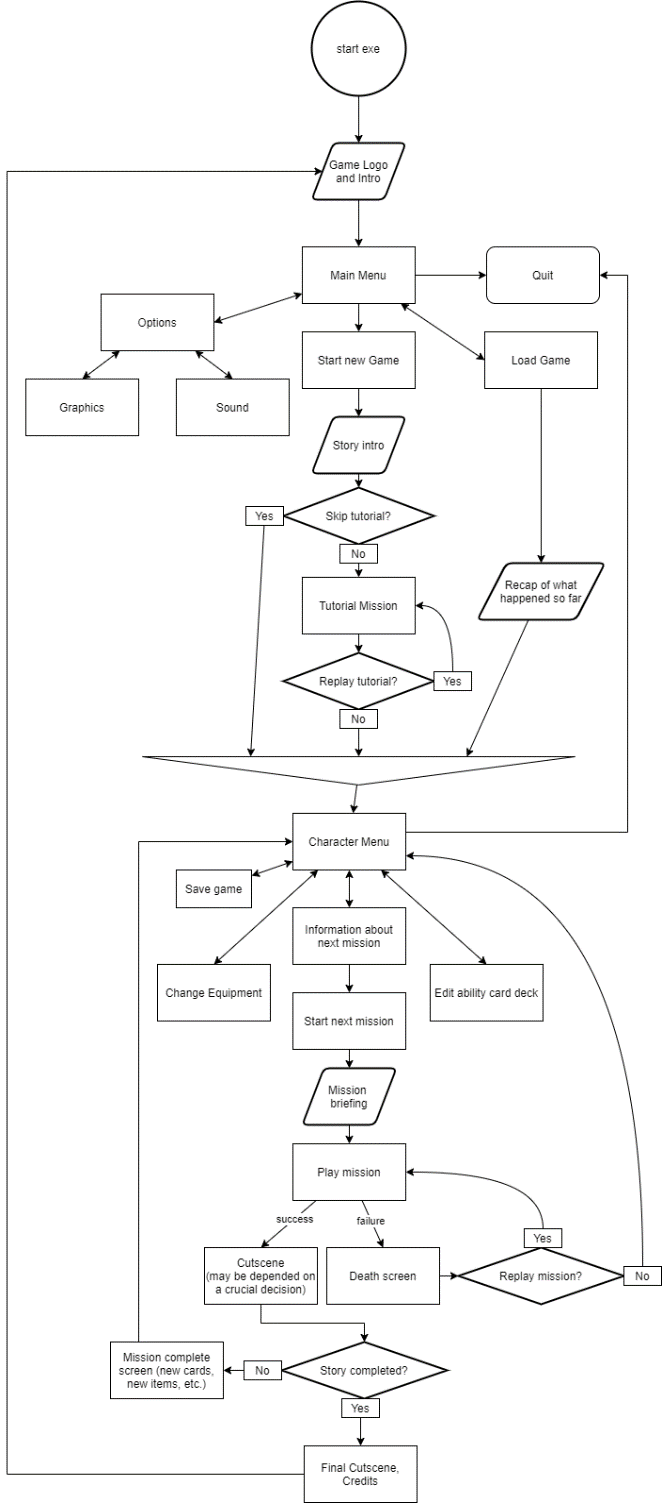 start exe
Game Logo
and Intro
Main Menu
Quit
Options
Start new Game
Load Game
Graphics
Sound
Story intro
Yes
Skip tutorial?
No
Recap of what
happened so far
Tutorial Mission
Replay tutorial?
Yes
No
Character Menu
Save game
Information about
next mission
Change Equipment
Edit ability card deck
Start next mission
Mission
briefing
Play mission
success
failure
Yes
Cutscene
(may be depended on
a crucial decision)
Death screen
Replay mission?
No
Mission complete
screen (new cards,
new items, etc.)
No
Story completed?
Yes
Final Cutscene,
Credits